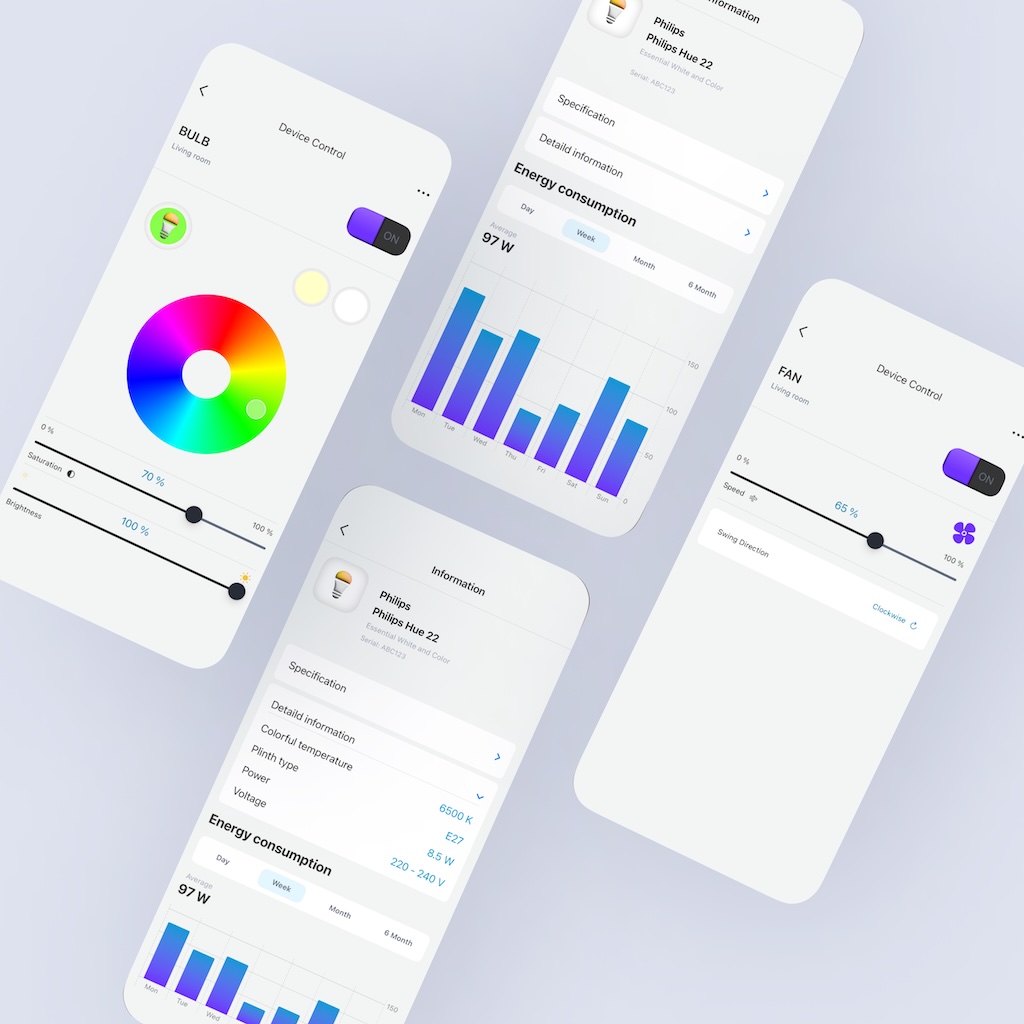 Device Control
BULB
Living room
ON
0 %
70 %
100 %
Saturation
100 %
Brightness
Information
Philips
Philips Hue 22
Essential White and Color
Serial: ABC123
Specification
Detaild information
Energy consumption
Day
Week
Month
6 Month
Average
97 W
150
100
50
0
Mon
Tue
Wed
Thu
Fri
Sat
Sun
Information
Philips
Philips Hue 22
Essential White and Color
Serial: ABC123
Specification
Detaild information
Colorful temperature
6500 K
Plinth type
E27
Power
8.5 W
Voltage
220 - 240 V
Energy consumption
Day
Week
Month
6 Month
Average
97 W
150
Mon
Tue
Wed
Device Control
FAN
Living room
ON
0 %
65 %
100 %
Speed
Swing Direction
Clockwise